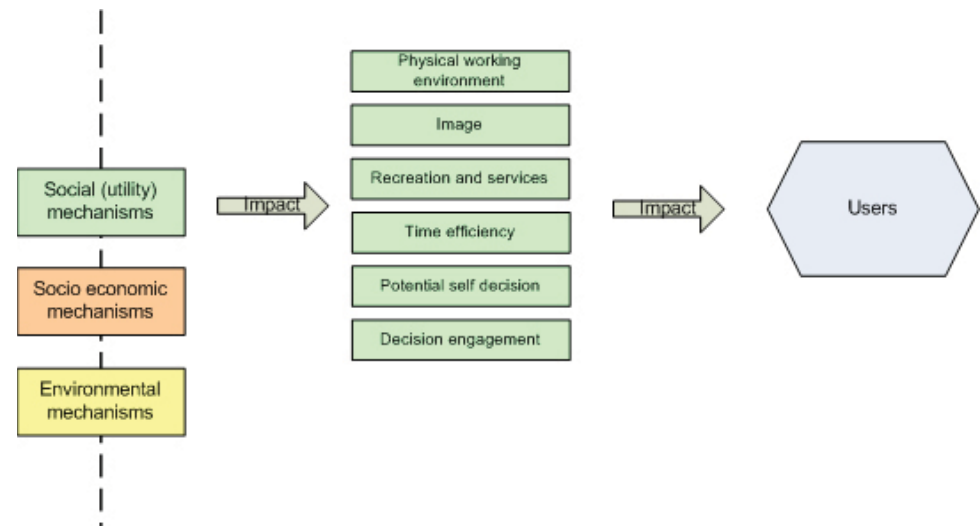 Social (utility)
mechanisms
Socio economic
mechanisms
Environmental
mechanisms
Impact
Physical working
environment
Image
Recreation and services
Time efficiency
Potential self decision
Decision engagement
Impact
Users